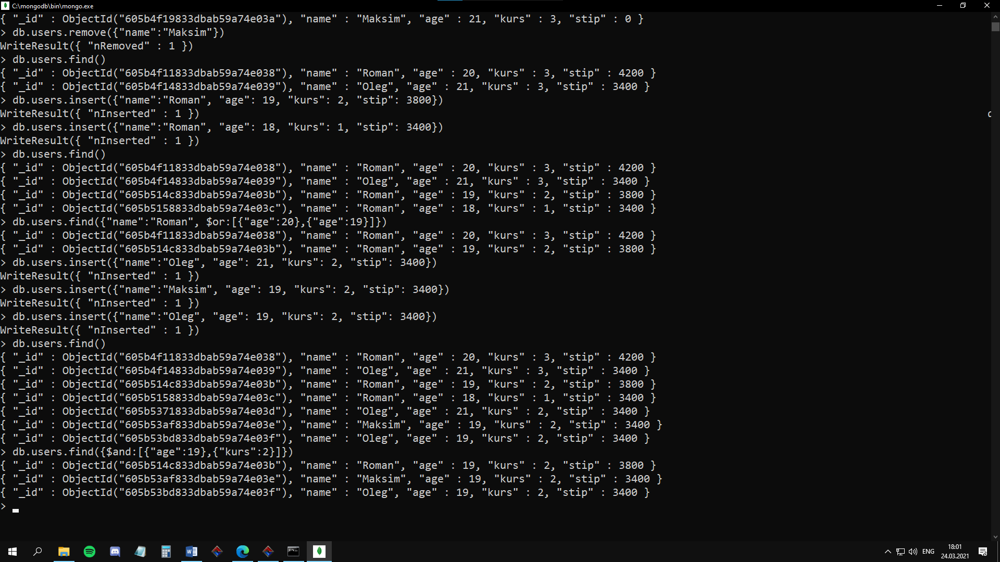 C:\mongodb\bin\mongo.exe
{ "_id" : ObjectId("605b4f19833dbab59a74e03a"), "name" : "Maksim", "age" : 21, "kurs" : 3, "stip" : 0 }
> db.users.remove({"name":"Maksim"})
WriteResult({ "nRemoved" : 1 })
> db.users.find()
{ "_id" : ObjectId("605b4f11833dbab59a74e038"), "name" : "Roman", "age" : 20, "kurs" : 3, "stip" : 4200 }
{ "_id" : ObjectId("605b4f14833dbab59a74e039"), "name" : "Oleg", "age" : 21, "kurs" : 3, "stip" : 3400 }
> db.users.insert({"name":"Roman", "age": 19, "kurs": 2, "stip": 3800})
WriteResult({ "nInserted" : 1 })
> db.users.insert({"name":"Roman", "age": 18, "kurs": 1, "stip": 3400})
WriteResult({ "nInserted" : 1 })
> db.users.find()
{ "_id" : ObjectId("605b4f11833dbab59a74e038"), "name" : "Roman", "age" : 20, "kurs" : 3, "stip" : 4200 }
{ "_id" : ObjectId("605b4f14833dbab59a74e039"), "name" : "Oleg", "age" : 21, "kurs" : 3, "stip" : 3400 }
{ "_id" : ObjectId("605b514c833dbab59a74e03b"), "name" : "Roman", "age" : 19, "kurs" : 2, "stip" : 3800 }
{ "_id" : ObjectId("605b5158833dbab59a74e03c"), "name" : "Roman", "age" : 18, "kurs" : 1, "stip" : 3400 }
> db.users.find({"name":"Roman", $or:[{"age":20},{"age":19}]})
{ "_id" : ObjectId("605b4f11833dbab59a74e038"), "name" : "Roman", "age" : 20, "kurs" : 3, "stip" : 4200 }
{ "_id" : ObjectId("605b514c833dbab59a74e03b"), "name" : "Roman", "age" : 19, "kurs" : 2, "stip" : 3800 }
> db.users.insert({"name":"Oleg", "age": 21, "kurs": 2, "stip": 3400})
WriteResult({ "nInserted" : 1 })
> db.users.insert({"name":"Maksim", "age": 19, "kurs": 2, "stip": 3400})
WriteResult({ "nInserted" : 1 })
> db.users.insert({"name":"Oleg", "age": 19, "kurs": 2, "stip": 3400})
WriteResult({ "nInserted" : 1 })
> db.users.find()
{ "_id" : ObjectId("605b4f11833dbab59a74e038"), "name" : "Roman", "age" : 20, "kurs" : 3, "stip" : 4200 }
{ "_id" : ObjectId("605b4f14833dbab59a74e039"), "name" : "Oleg", "age" : 21, "kurs" : 3, "stip" : 3400 }
{ "_id" : ObjectId("605b514c833dbab59a74e03b"), "name" : "Roman", "age" : 19, "kurs" : 2, "stip" : 3800 }
{ "_id" : ObjectId("605b5158833dbab59a74e03c"), "name" : "Roman", "age" : 18, "kurs" : 1, "stip" : 3400 }
{ "_id" : ObjectId("605b5371833dbab59a74e03d"), "name" : "Oleg", "age" : 21, "kurs" : 2, "stip" : 3400 }
{ "_id" : ObjectId("605b53af833dbab59a74e03e"), "name" : "Maksim", "age" : 19, "kurs" : 2, "stip" : 3400 }
{ "_id" : ObjectId("605b53bd833dbab59a74e03f"), "name" : "Oleg", "age" : 19, "kurs" : 2, "stip" : 3400 }
> db.users.find({$and:[{"age":19},{"kurs":2}]})
{ "_id" : ObjectId("605b514c833dbab59a74e03b"), "name" : "Roman", "age" : 19, "kurs" : 2, "stip" : 3800 }
{ "_id" : ObjectId("605b53af833dbab59a74e03e"), "name" : "Maksim", "age" : 19, "kurs" : 2, "stip" : 3400 }
{ "_id" : ObjectId("605b53bd833dbab59a74e03f"), "name" : "Oleg", "age" : 19, "kurs" : 2, "stip" : 3400 }
>
ENG
18:01
24.03.2021